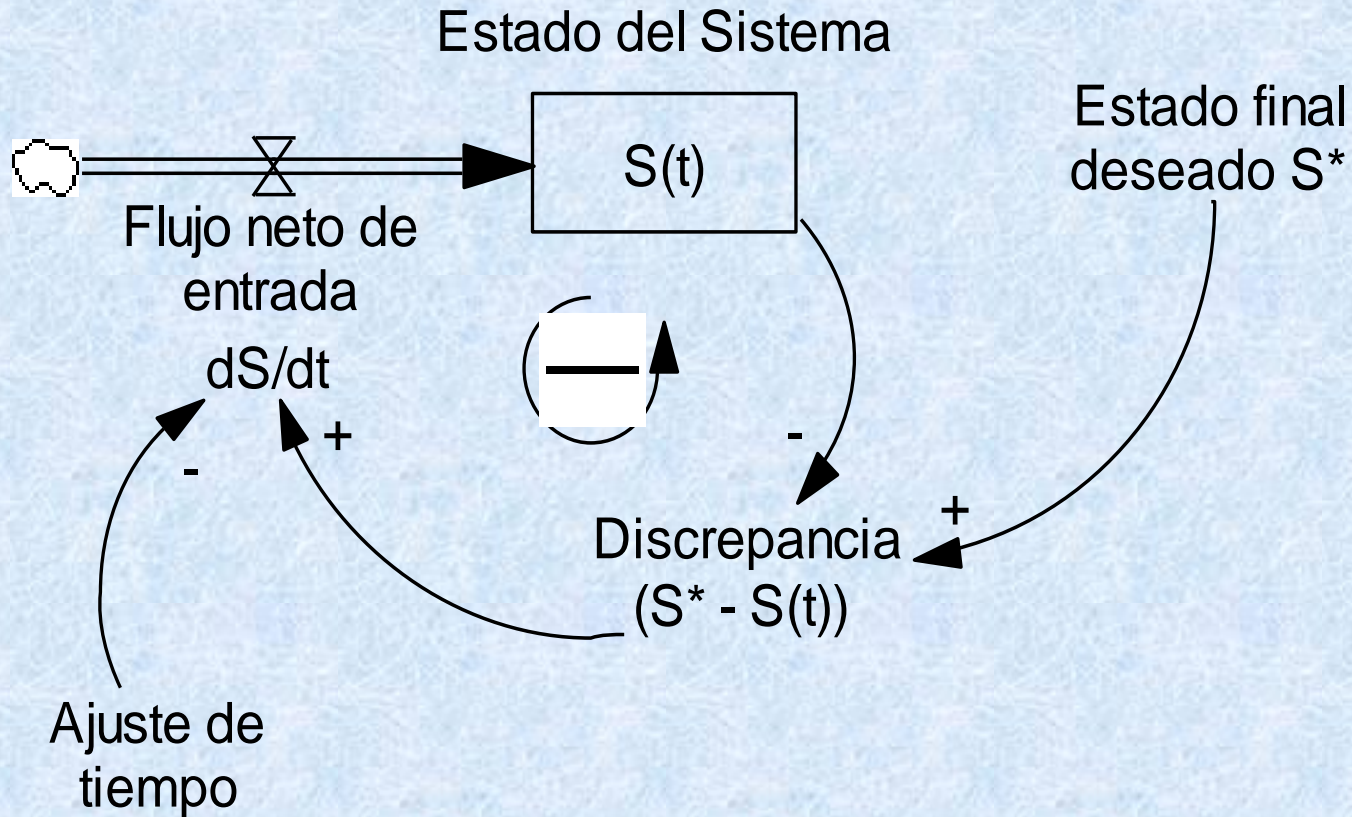 Estado del Sistema
S(t)
Estado final
deseado S*
Flujo neto de
entrada
dS/dt
+
-
-
+
Discrepancia
(S* - S(t))
Ajuste de
tiempo